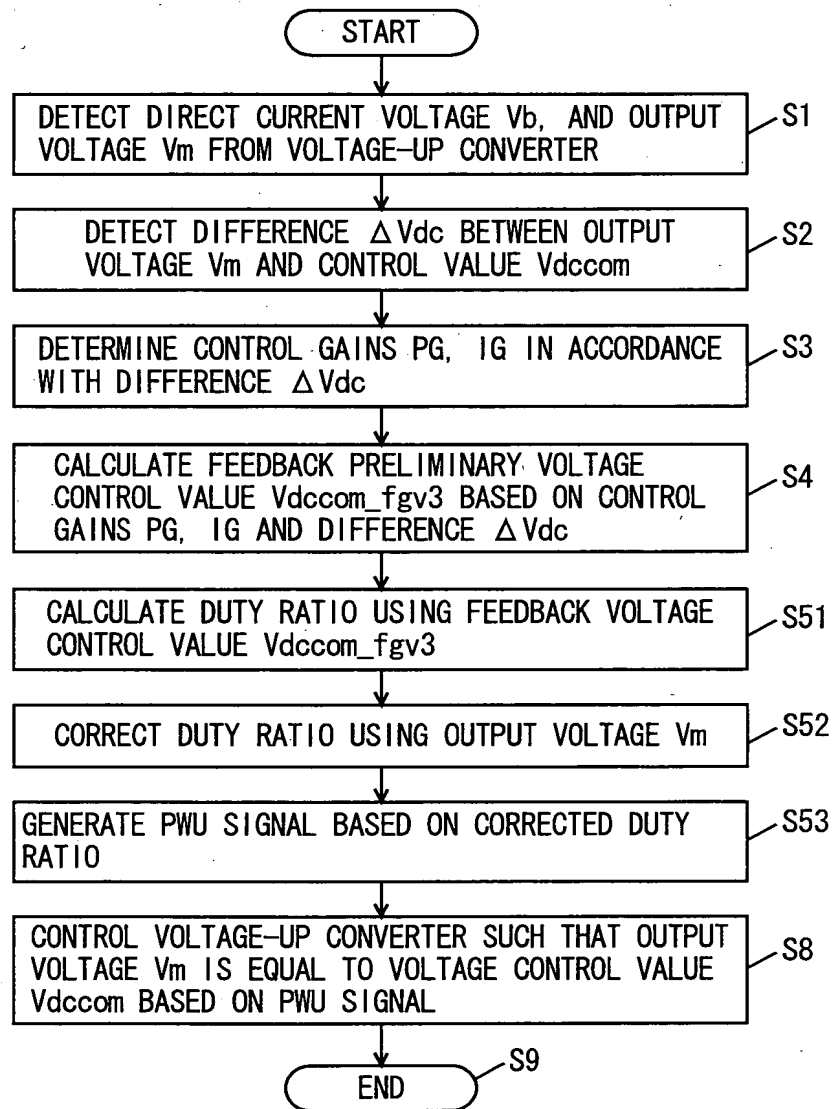 START
DETECT DIRECT CURRENT VOLTAGE Vb, AND OUTPUT
VOLTAGE Vm FROM VOLTAGE-UP CONVERTER
S1
DETECT DIFFERENCE △Vdc BETWEEN OUTPUT
VOLTAGE Vm AND CONTROL VALUE Vdccom
S2
DETERMINE CONTROL GAINS PG, IG IN ACCORDANCE
WITH DIFFERENCE △Vdc
S3
CALCULATE FEEDBACK PRELIMINARY VOLTAGE
CONTROL VALUE Vdccom_fgv3 BASED ON CONTROL
GAINS PG, IG AND DIFFERENCE △Vdc
S4
CALCULATE DUTY RATIO USING FEEDBACK VOLTAGE
CONTROL VALUE Vdccom_fgv3
S51
CORRECT DUTY RATIO USING OUTPUT VOLTAGE Vm
S52
GENERATE PWU SIGNAL BASED ON CORRECTED DUTY
RATIO
S53
CONTROL VOLTAGE-UP CONVERTER SUCH THAT OUTPUT
VOLTAGE Vm IS EQUAL TO VOLTAGE CONTROL VALUE
Vdccom BASED ON PWU SIGNAL
S8
END
S9